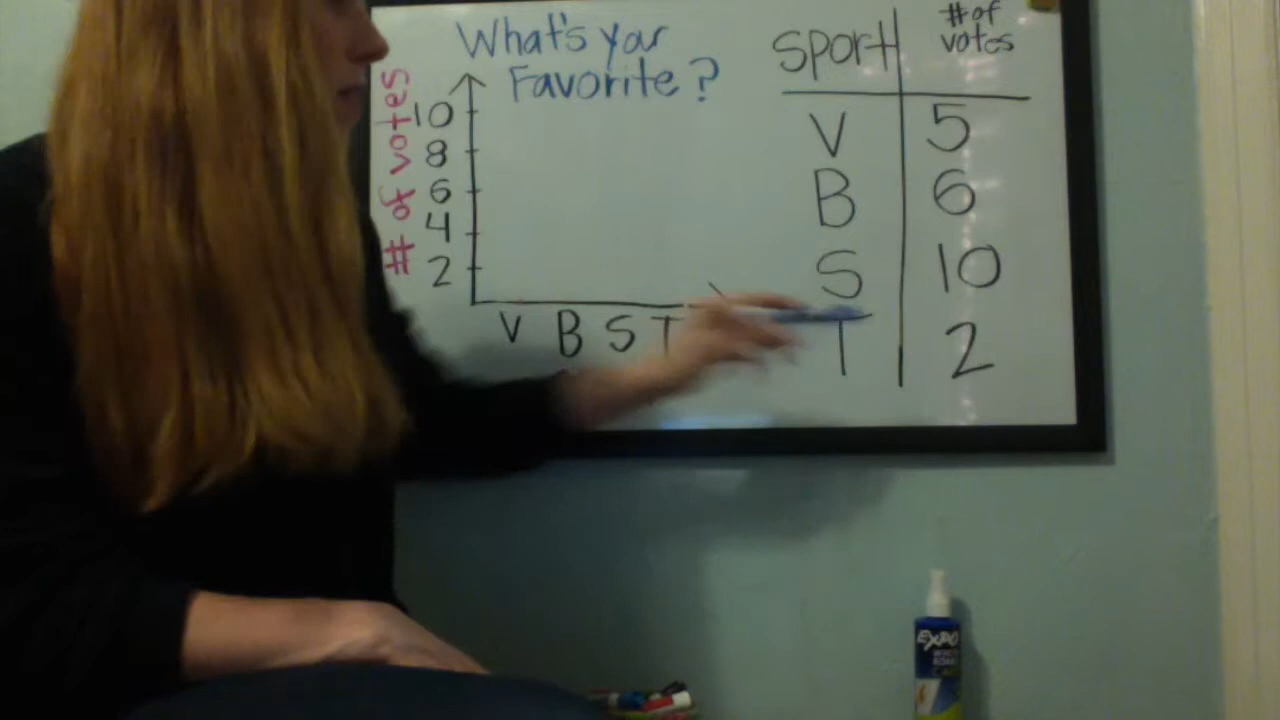 What's your
Favorite?
# of votes
10
8
6
4
2
V B S T
Sport # of votes
V 5
B 6
S 10
T 2
EXPO